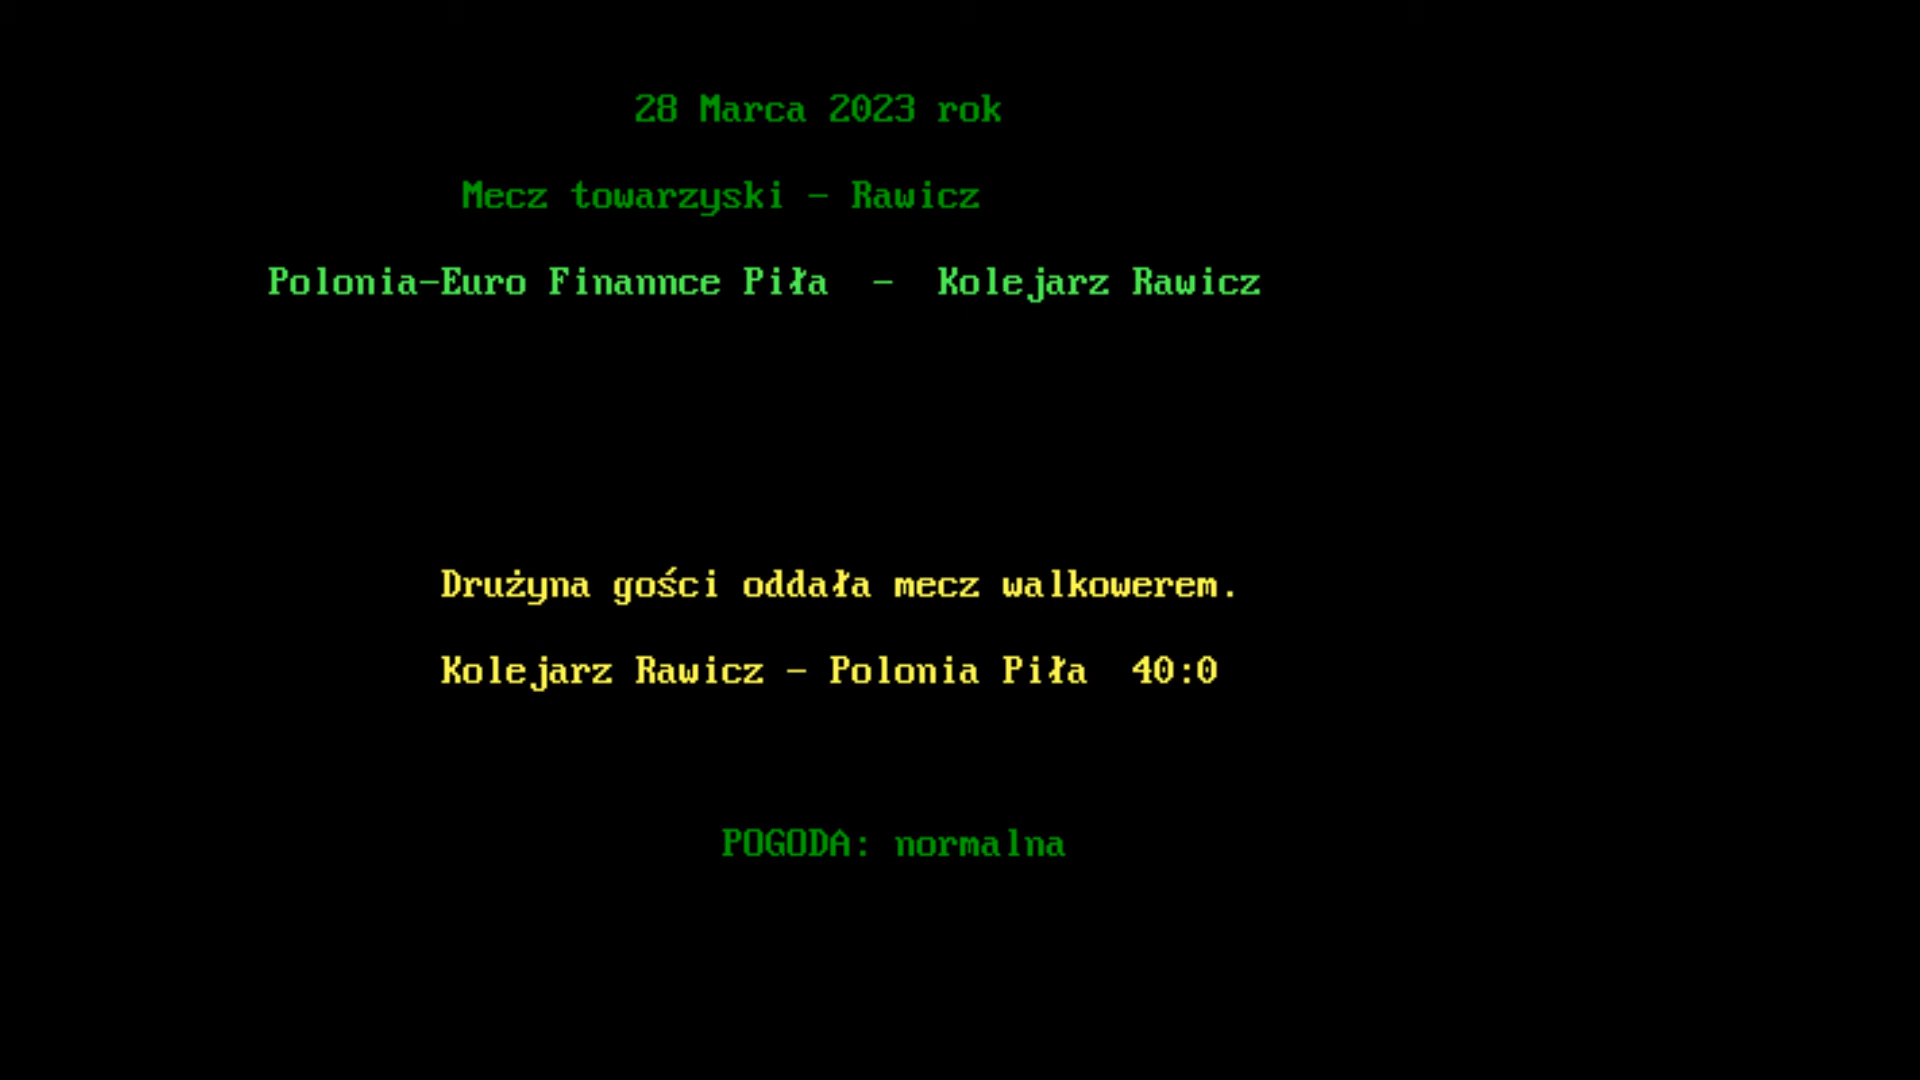 28 Marca 2023 rok
Mecz towarzyski - Rawicz
Polonia-Euro Finannce Piła - Kolejarz Rawicz
Drużyna gości oddała mecz walkowerem.
Kolejarz Rawicz - Polonia Piła 40:0
POGODA: normalna